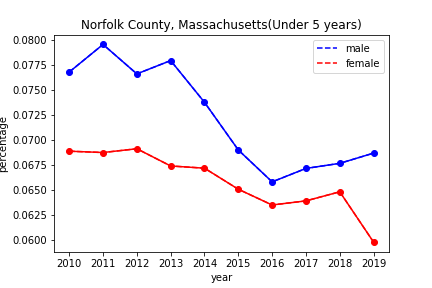 Norfolk County, Massachusetts(Under 5 years)
male
female
0.0800
0.0775
0.0750
0.0725
0.0700
0.0675
0.0650
0.0625
0.0600
percentage
2010 2011 2012 2013 2014 2015 2016 2017 2018 2019
year